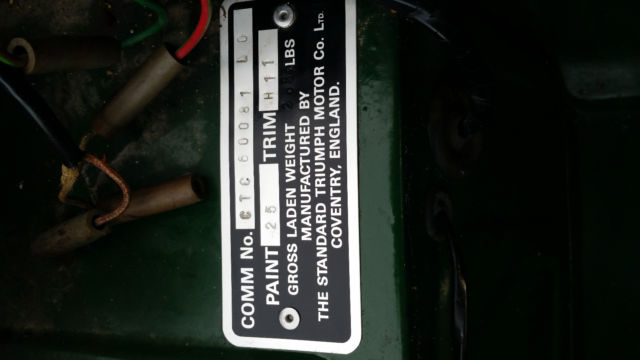 COMM No. CTC 60081 LO
PAINT 25 TRIM H11
GROSS LADEN WEIGHT LBS
MANUFACTURED BY
THE STANDARD TRIUMPH MOTOR Co. LTD.
COVENTRY, ENGLAND.